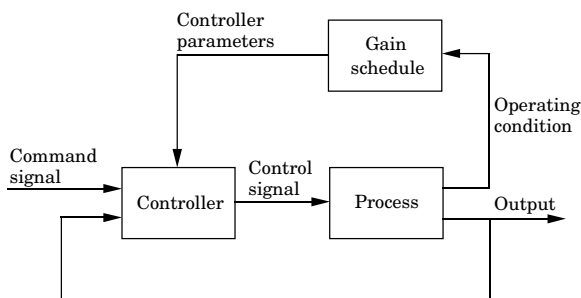 Controller
parameters
Gain
schedule
Operating
condition
Command
signal
Controller
Control
signal
Process
Output